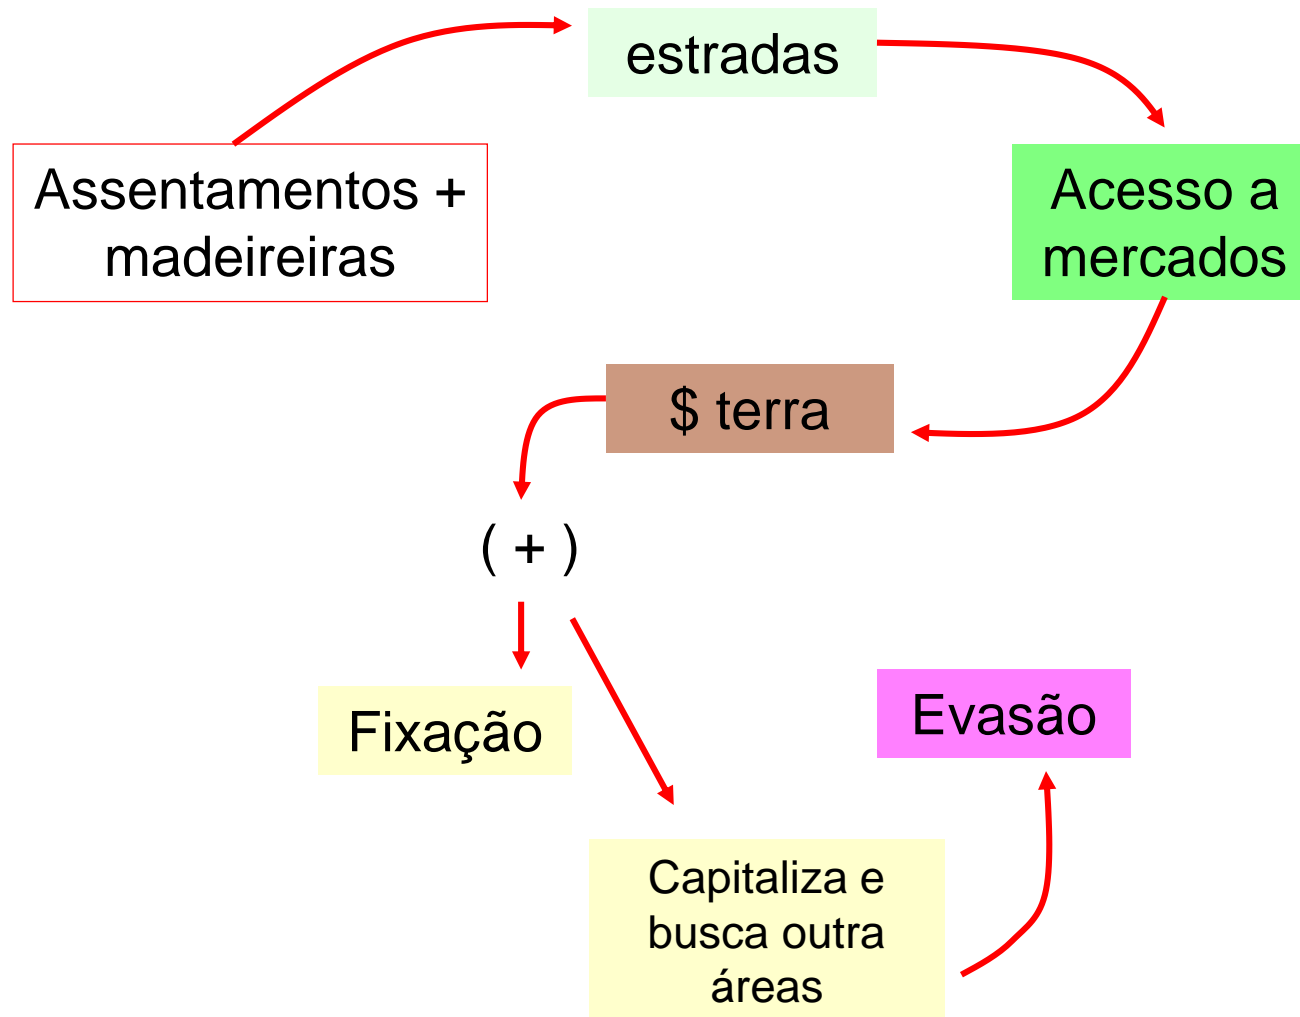 estradas
Assentamentos +
madeireiras
Acesso a
mercados
$ terra
( + )
Fixação
Evasão
Capitaliza e
busca outra
áreas